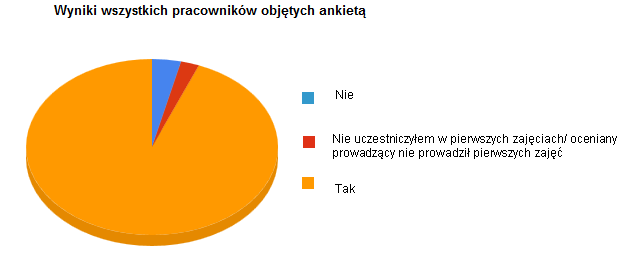 Wyniki wszystkich pracowników objętych ankietą
Nie
Nie uczestniczyłem w pierwszych zajęciach/ oceniany
prowadzący nie prowadził pierwszych zajęć
Tak